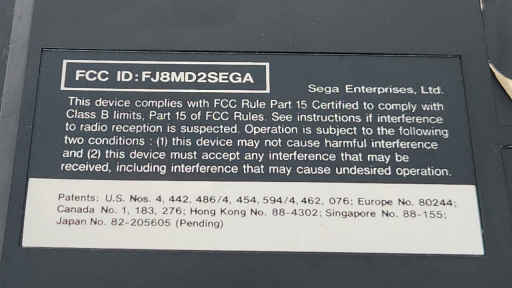 FCC ID: FJ8MD2SEGA
Sega Enterprises, Ltd.
This device complies with FCC Rule Part 15 Certified to comply with
Class B limits, Part 15 of FCC Rules. See instructions if interference
to radio reception is suspected. Operation is subject to the following
two conditions : (1) this device may not cause harmful interference
and (2) this device must accept any interference that may be
received, including interference that may cause undesired operation.
Patents: U.S. Nos. 4, 442, 486/4, 454, 594/4, 462, 076; Europe No. 80244;
Canada No. 1, 183, 276; Hong Kong No. 88-4302; Singapore No. 88-155;
Japan No. 82-205605 (Pending)